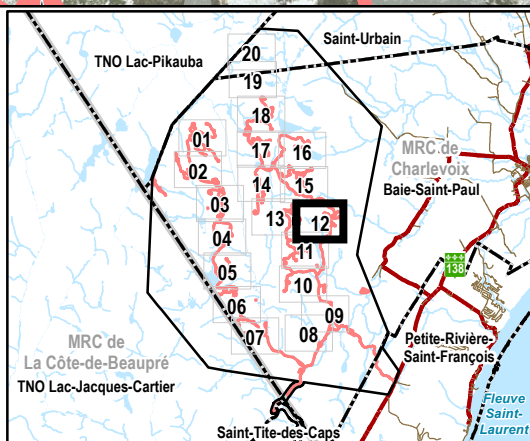 Saint-Urbain
20
TNO Lac-Pikauba
19
18
01
MRC de
Charlevoix
17
16
02
Baie-Saint-Paul
14
15
03
13
12
04
11
138
05
10
06
09
MRC de
La Côte-de-Beaupré
07
08
Petite-Rivière-
Saint-François
TNO Lac-Jacques-Cartier
Fleuve
Saint-
Laurent
Saint-Tite-des-Caps